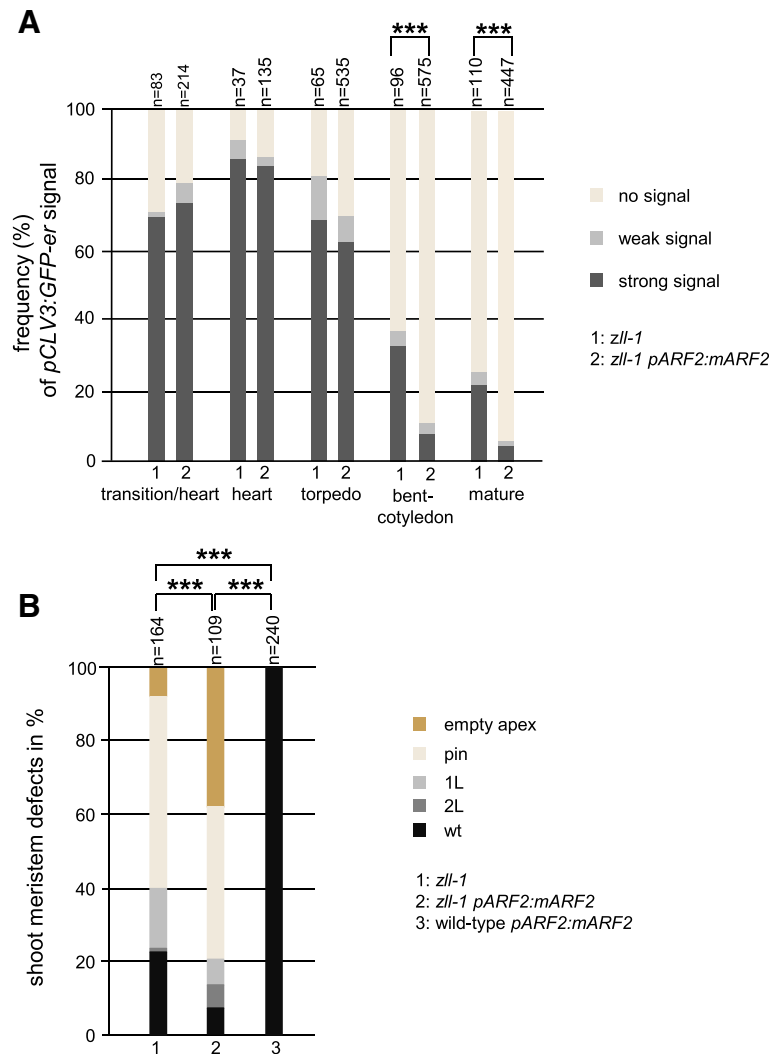 A
*** ***
n=83 n=214 n=37 n=135 n=65 n=535 n=96 n=575 n=110 n=447
frequency (%)
of pCLV3:GFP-er signal
100
80
60
40
20
0
1 2 1 2 1 2 1 2 1 2
transition/heart heart torpedo bent-cotyledon mature
no signal
weak signal
strong signal
1: zll-1
2: zll-1 pARF2:mARF2
B
***
*** ***
n=164 n=109 n=240
shoot meristem defects in %
100
80
60
40
20
0
1 2 3
empty apex
pin
1L
2L
wt
1: zll-1
2: zll-1 pARF2:mARF2
3: wild-type pARF2:mARF2